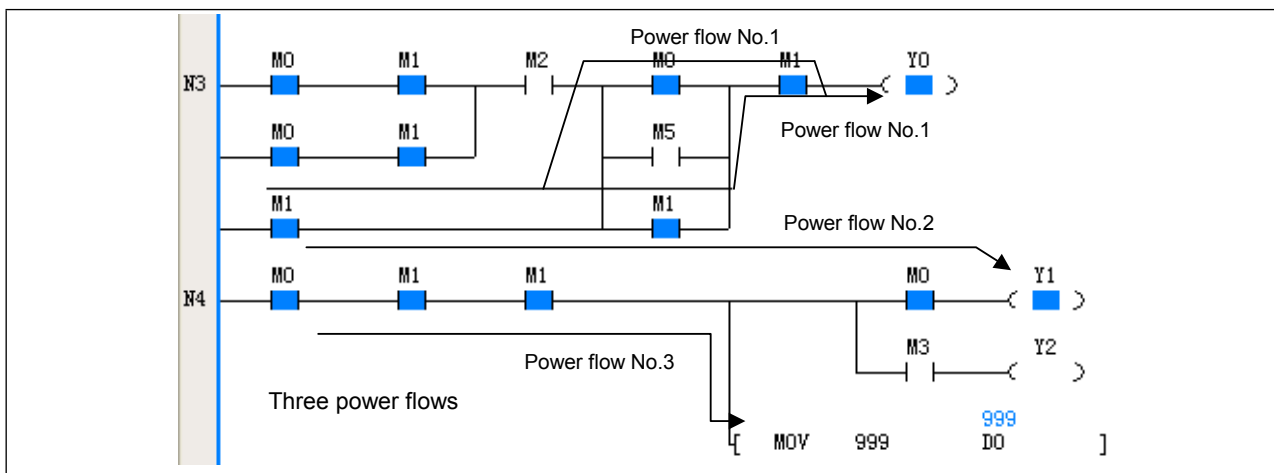 Power flow No.1
M0 M1 M2 M0 M1 Y0
N3
M0 M1 M5
Power flow No.1
M1 M1
Power flow No.2
M0 M1 M1 M0 Y1
N4
M3 Y2
Power flow No.3
Three power flows
999
[ MOV 999 D0 ]